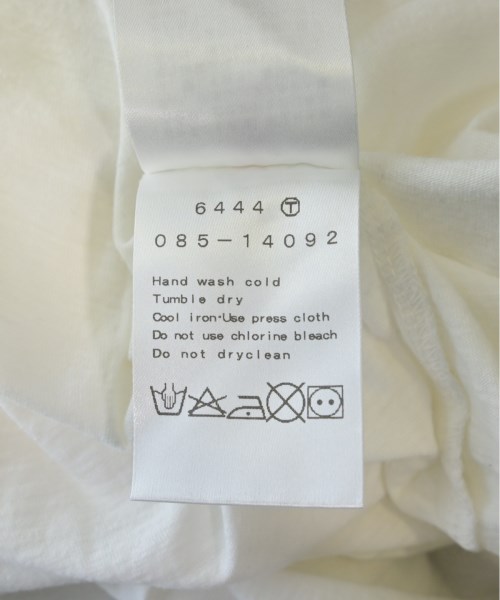 6444 Ⓣ
085-14092
Hand wash cold
Tumble dry
Cool iron・Use press cloth
Do not use chlorine bleach
Do not dryclean